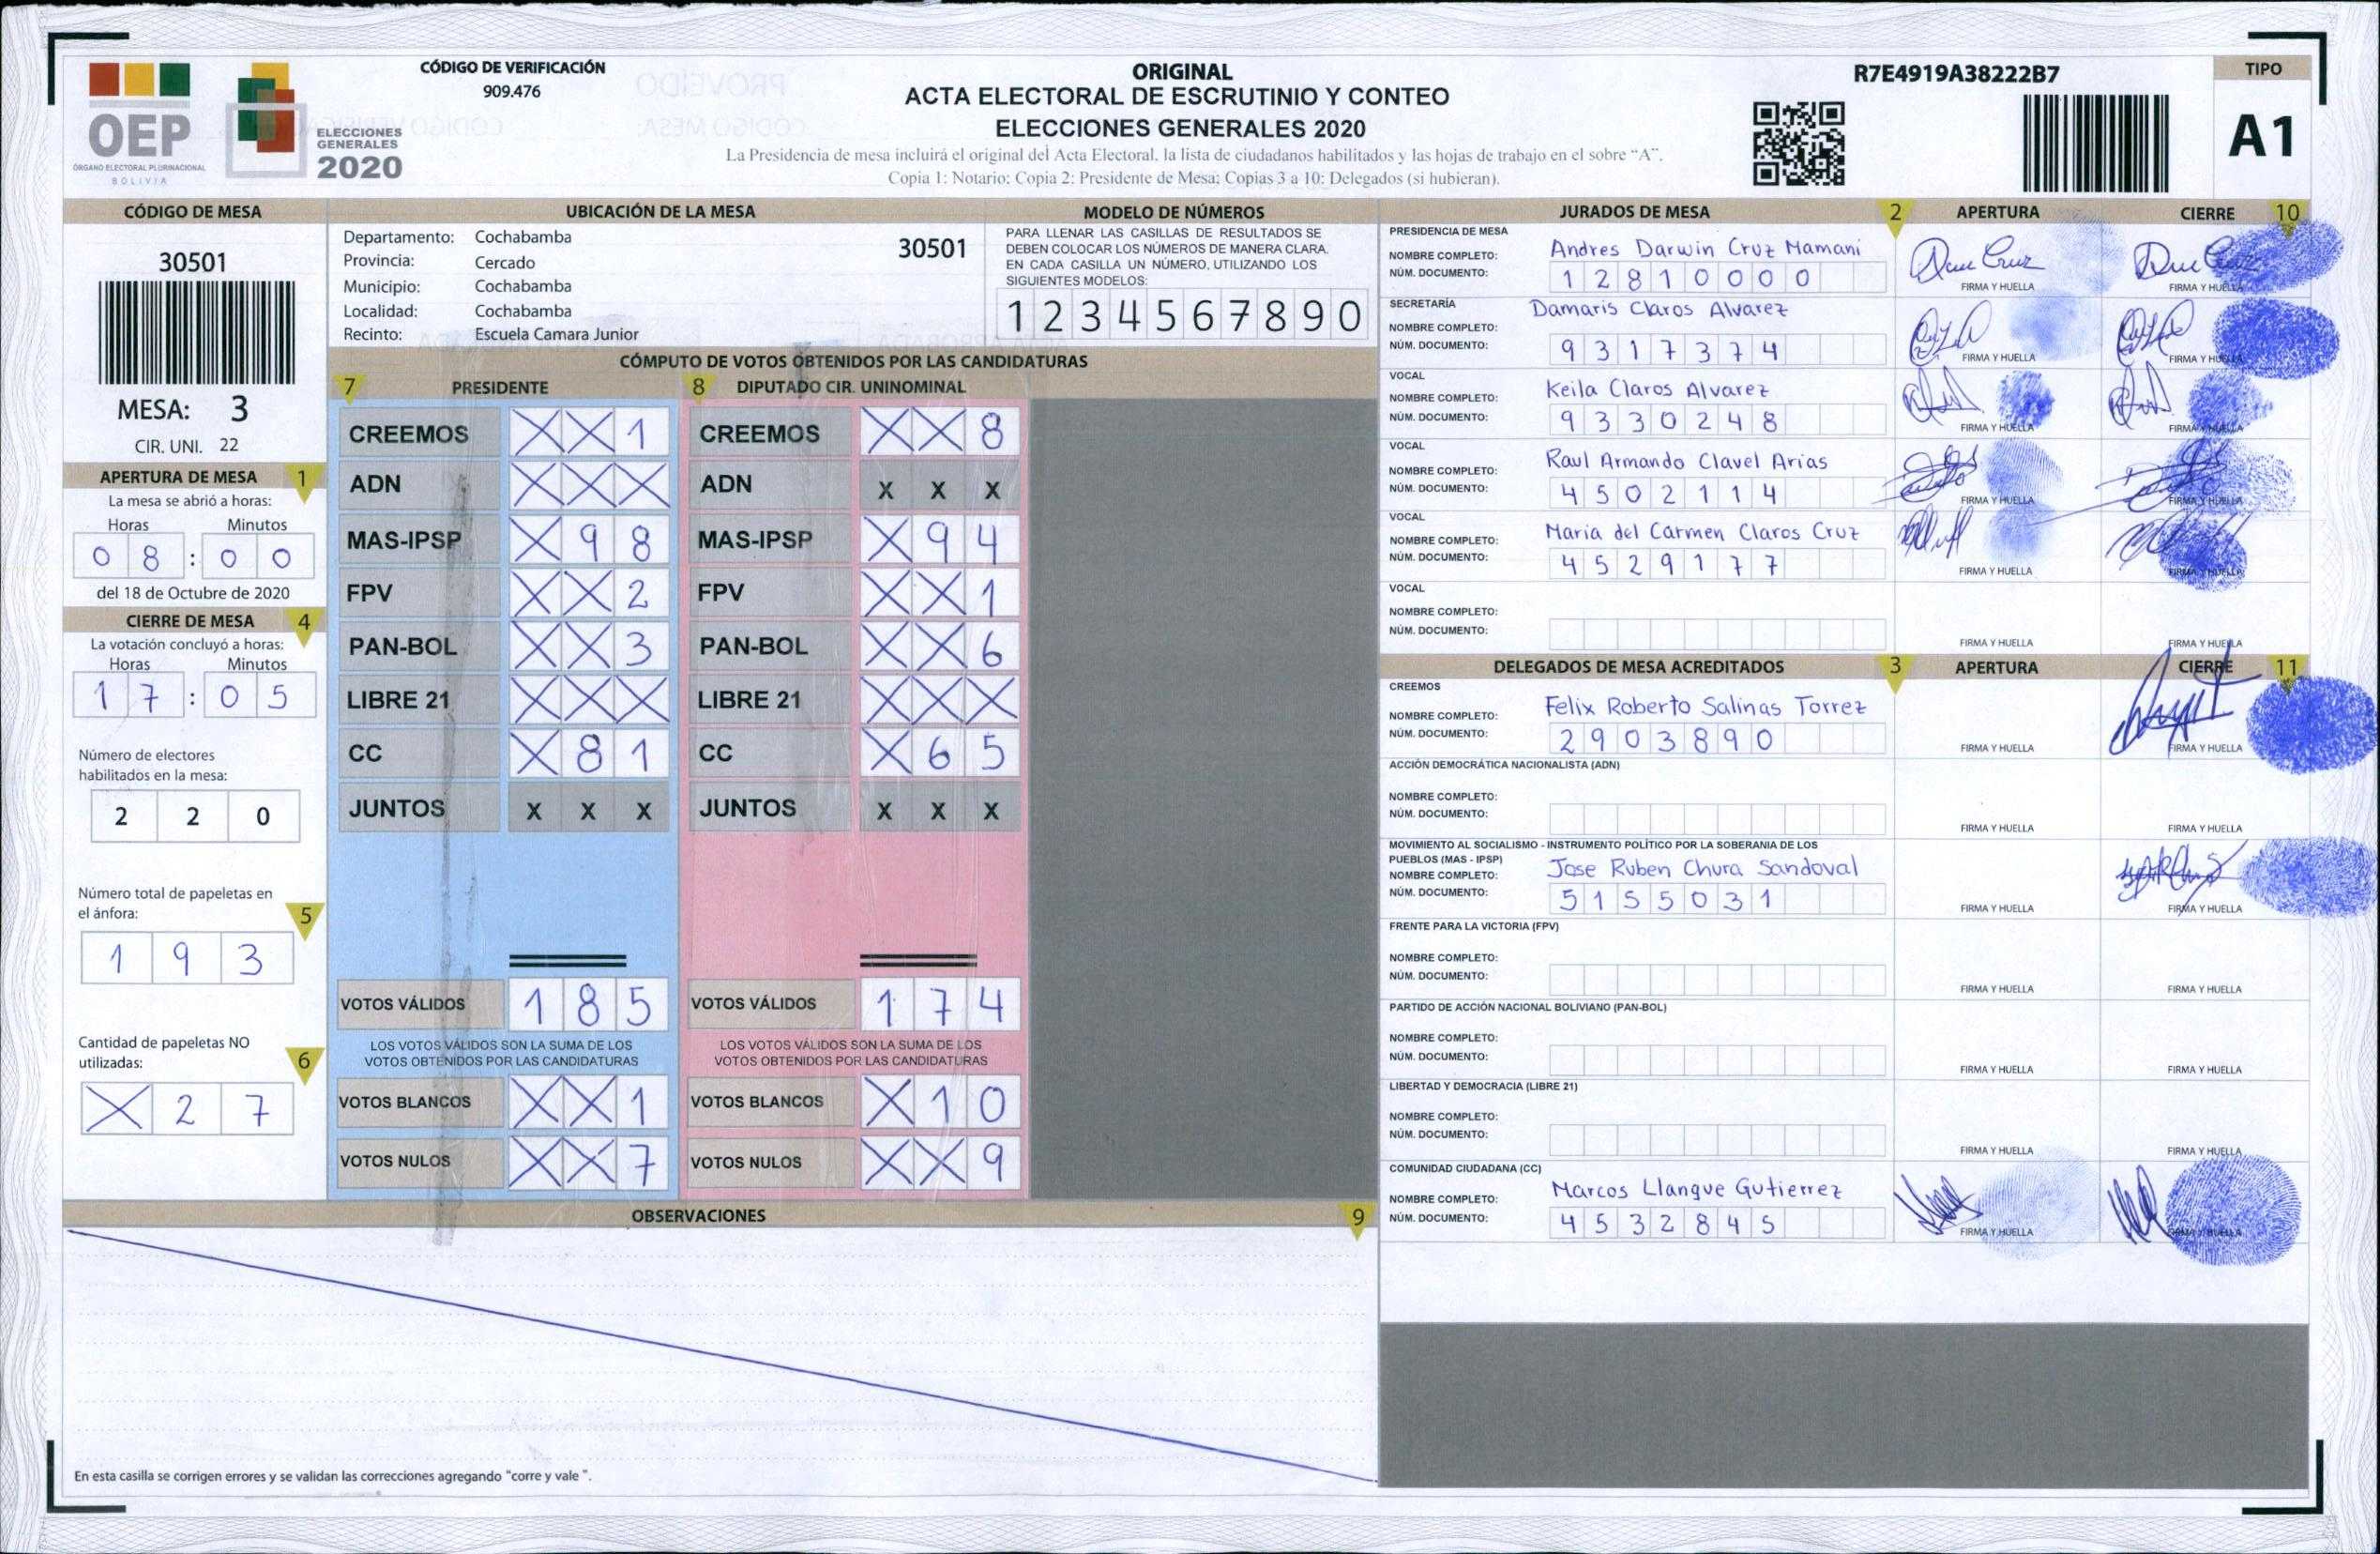 OEP
ÓRGANO ELECTORAL PLURINACIONAL
BOLIVIA
ELECCIONES
GENERALES
2020
CÓDIGO DE VERIFICACIÓN
909.476
ORIGINAL
ACTA ELECTORAL DE ESCRUTINIO Y CONTEO
ELECCIONES GENERALES 2020
La Presidencia de mesa incluirá el original del Acta Electoral, la lista de ciudadanos habilitados y las hojas de trabajo en el sobre “A”.
Copia 1: Notario; Copia 2: Presidente de Mesa; Copias 3 a 10: Delegados (si hubieran).
R7E4919A38222B7
TIPO
A1
CÓDIGO DE MESA
30501
MESA: 3
CIR. UNI. 22
APERTURA DE MESA 1
La mesa se abrió a horas:
Horas Minutos
0 8 : 0 0
del 18 de Octubre de 2020
CIERRE DE MESA 4
La votación concluyó a horas:
Horas Minutos
1 7 : 0 5
Número de electores
habilitados en la mesa:
2 2 0
Número total de papeletas en
el ánfora: 5
1 9 3
Cantidad de papeletas NO
utilizadas: 6
X 2 7
UBICACIÓN DE LA MESA
Departamento: Cochabamba 30501
Provincia: Cercado
Municipio: Cochabamba
Localidad: Cochabamba
Recinto: Escuela Camara Junior
MODELO DE NÚMEROS
PARA LLENAR LAS CASILLAS DE RESULTADOS SE
DEBEN COLOCAR LOS NÚMEROS DE MANERA CLARA.
EN CADA CASILLA UN NÚMERO, UTILIZANDO LOS
SIGUIENTES MODELOS:
1 2 3 4 5 6 7 8 9 0
CÓMPUTO DE VOTOS OBTENIDOS POR LAS CANDIDATURAS
7 PRESIDENTE 8 DIPUTADO CIR. UNINOMINAL
CREEMOS X X 1 CREEMOS X X 8
ADN X X X ADN X X X
MAS-IPSP X 9 8 MAS-IPSP X 9 4
FPV X X 2 FPV X X 1
PAN-BOL X X 3 PAN-BOL X X 6
LIBRE 21 X X X LIBRE 21 X X X
CC X 8 1 CC X 6 5
JUNTOS X X X JUNTOS X X X
VOTOS VÁLIDOS 1 8 5 VOTOS VÁLIDOS 1 7 4
LOS VOTOS VÁLIDOS SON LA SUMA DE LOS LOS VOTOS VÁLIDOS SON LA SUMA DE LOS
VOTOS OBTENIDOS POR LAS CANDIDATURAS VOTOS OBTENIDOS POR LAS CANDIDATURAS
VOTOS BLANCOS X X 1 VOTOS BLANCOS X 1 0
VOTOS NULOS X X 7 VOTOS NULOS X X 9
OBSERVACIONES 9
En esta casilla se corrigen errores y se validan las correcciones agregando "corre y vale ".
JURADOS DE MESA 2 APERTURA CIERRE 10
PRESIDENCIA DE MESA
NOMBRE COMPLETO: Andres Darwin Cruz Mamani
NÚM. DOCUMENTO: 1 2 8 1 0 0 0 0
FIRMA Y HUELLA FIRMA Y HUELLA
SECRETARÍA
NOMBRE COMPLETO: Damaris Claros Alvarez
NÚM. DOCUMENTO: 9 3 1 7 3 7 4
FIRMA Y HUELLA FIRMA Y HUELLA
VOCAL
NOMBRE COMPLETO: Keila Claros Alvarez
NÚM. DOCUMENTO: 9 3 3 0 2 4 8
FIRMA Y HUELLA FIRMA Y HUELLA
VOCAL
NOMBRE COMPLETO: Raul Armando Clavel Arias
NÚM. DOCUMENTO: 4 5 0 2 1 1 4
FIRMA Y HUELLA FIRMA Y HUELLA
VOCAL
NOMBRE COMPLETO: Maria del Carmen Claros Cruz
NÚM. DOCUMENTO: 4 5 2 9 1 7 7
FIRMA Y HUELLA FIRMA Y HUELLA
VOCAL
NOMBRE COMPLETO:
NÚM. DOCUMENTO:
FIRMA Y HUELLA FIRMA Y HUELLA
DELEGADOS DE MESA ACREDITADOS 3 APERTURA CIERRE 11
CREEMOS
NOMBRE COMPLETO: Felix Roberto Salinas Torrez
NÚM. DOCUMENTO: 2 9 0 3 8 9 0
FIRMA Y HUELLA FIRMA Y HUELLA
ACCIÓN DEMOCRÁTICA NACIONALISTA (ADN)
NOMBRE COMPLETO:
NÚM. DOCUMENTO:
FIRMA Y HUELLA FIRMA Y HUELLA
MOVIMIENTO AL SOCIALISMO - INSTRUMENTO POLÍTICO POR LA SOBERANIA DE LOS
PUEBLOS (MAS - IPSP)
NOMBRE COMPLETO: Jose Ruben Chura Sandoval
NÚM. DOCUMENTO: 5 1 5 5 0 3 1
FIRMA Y HUELLA FIRMA Y HUELLA
FRENTE PARA LA VICTORIA (FPV)
NOMBRE COMPLETO:
NÚM. DOCUMENTO:
FIRMA Y HUELLA FIRMA Y HUELLA
PARTIDO DE ACCIÓN NACIONAL BOLIVIANO (PAN-BOL)
NOMBRE COMPLETO:
NÚM. DOCUMENTO:
FIRMA Y HUELLA FIRMA Y HUELLA
LIBERTAD Y DEMOCRACIA (LIBRE 21)
NOMBRE COMPLETO:
NÚM. DOCUMENTO:
FIRMA Y HUELLA FIRMA Y HUELLA
COMUNIDAD CIUDADANA (CC)
NOMBRE COMPLETO: Marcos Llanque Gutierrez
NÚM. DOCUMENTO: 4 5 3 2 8 4 5
FIRMA Y HUELLA FIRMA Y HUELLA